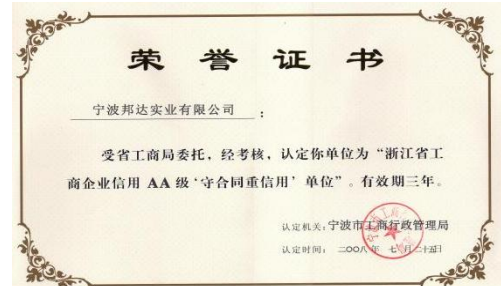 荣誉证书
宁波邦达实业有限公司：
受省工商局委托，经考核，认定你单位为“浙江省工
商企业信用 AA 级‘守合同重信用’单位”。有效期三年。
认定机关：宁波市工商行政管理局
认定时间：二〇〇八年 七月二十五日